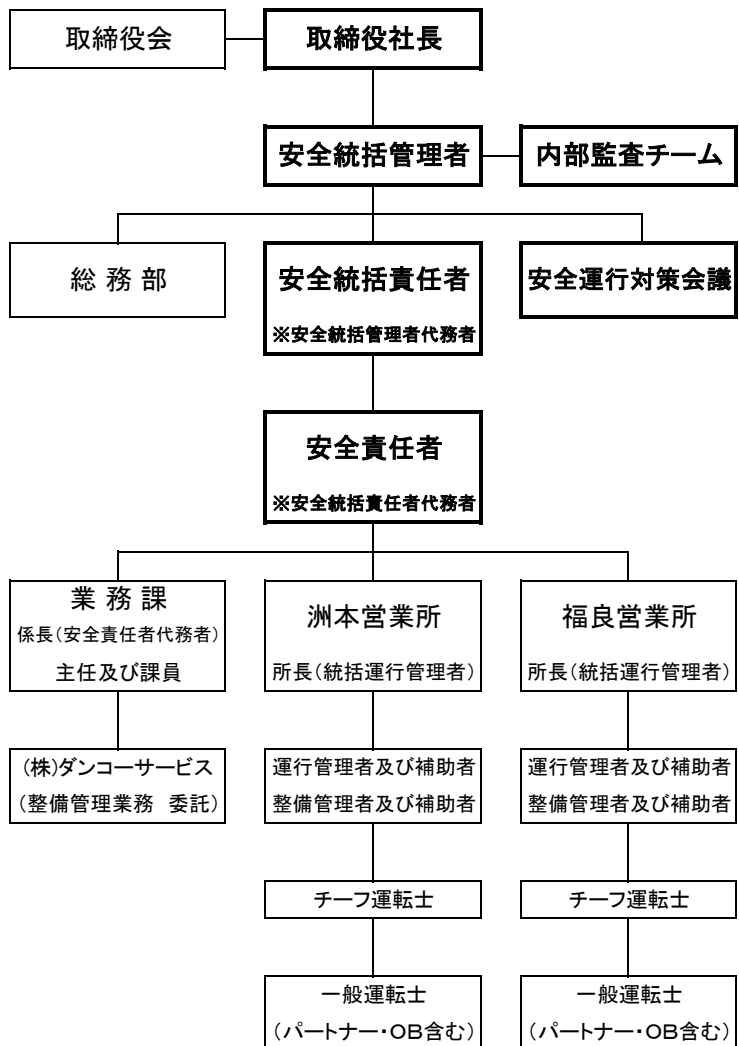 取締役会
取締役社長
安全統括管理者
内部監査チーム
総 務 部
安全統括責任者
※安全統括管理者代務者
安全運行対策会議
安全責任者
※安全統括責任者代務者
業 務 課
係長(安全責任者代務者)
主任及び課員
洲本営業所
所長(統括運行管理者)
福良営業所
所長(統括運行管理者)
(株)ダンコーサービス
(整備管理業務　委託)
運行管理者及び補助者
整備管理者及び補助者
運行管理者及び補助者
整備管理者及び補助者
チーフ運転士
チーフ運転士
一般運転士
(パートナー・OB含む)
一般運転士
(パートナー・OB含む)